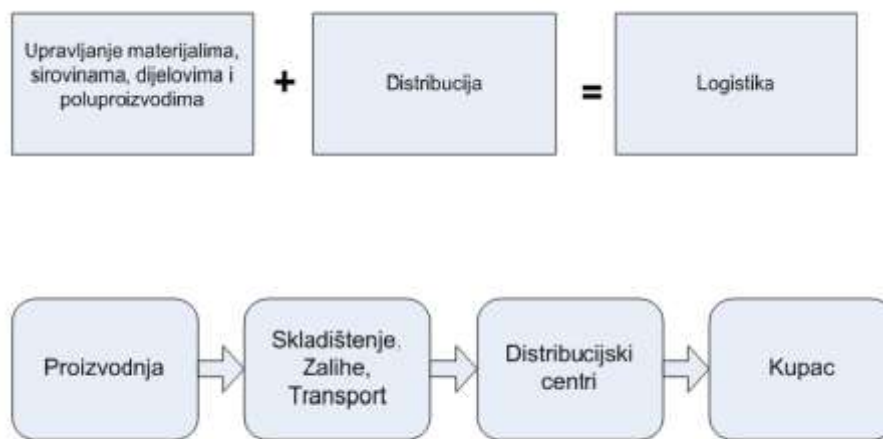 Upravljanje materijalima,
sirovinama, dijelovima i
poluproizvodima
+
Distribucija
=
Logistika
Proizvodnja
Skladištenje,
Zalihe,
Transport
Distribucijski
centri
Kupac